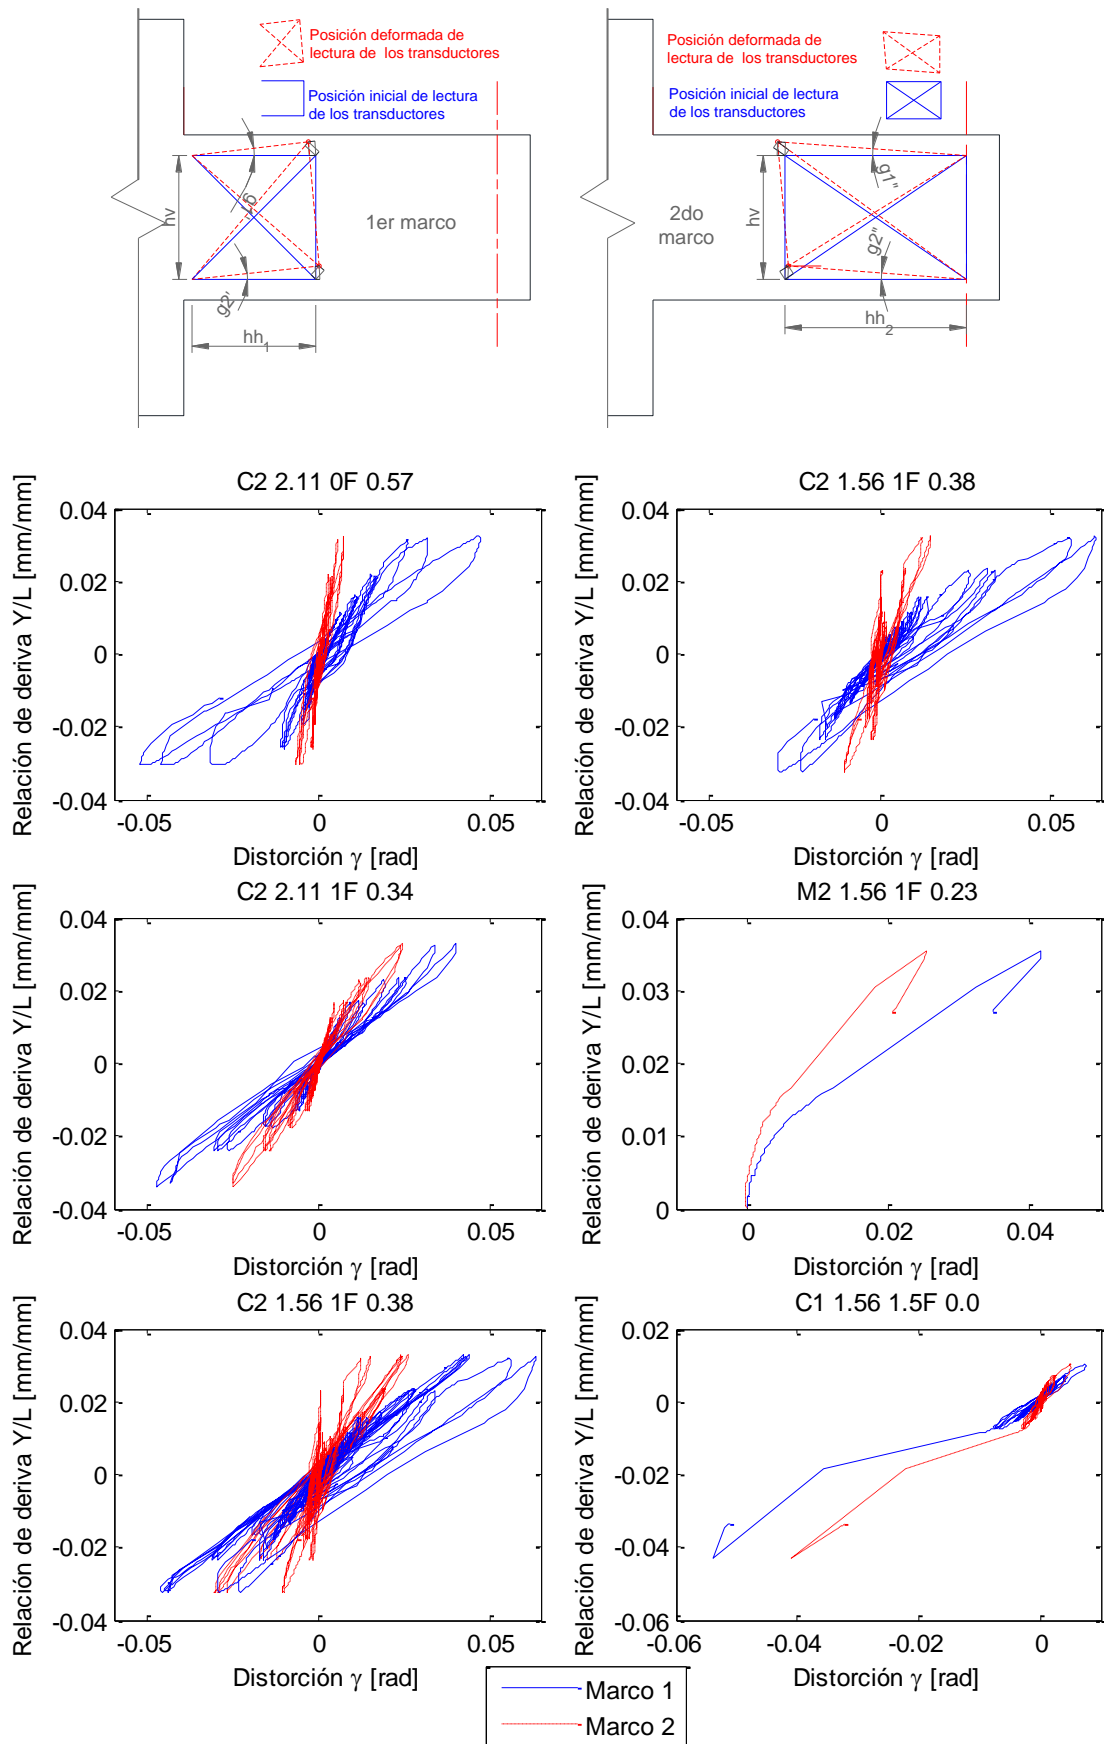 Posición deformada de
lectura de los transductores
Posición inicial de lectura
de los transductores
hv
g1'
g2'
hh1
1er marco
Posición deformada de
lectura de los transductores
Posición inicial de lectura
de los transductores
2do
marco
hv
g1"
g2"
hh2
C2 2.11 0F 0.57
Relación de deriva Y/L [mm/mm]
0.04
0.02
0
-0.02
-0.04
-0.05
0
0.05
Distorción γ [rad]
C2 1.56 1F 0.38
Relación de deriva Y/L [mm/mm]
0.04
0.02
0
-0.02
-0.04
-0.05
0
0.05
Distorción γ [rad]
C2 2.11 1F 0.34
Relación de deriva Y/L [mm/mm]
0.04
0.02
0
-0.02
-0.04
-0.05
0
0.05
Distorción γ [rad]
M2 1.56 1F 0.23
Relación de deriva Y/L [mm/mm]
0.04
0.03
0.02
0.01
0
0
0.02
0.04
Distorción γ [rad]
C2 1.56 1F 0.38
Relación de deriva Y/L [mm/mm]
0.04
0.02
0
-0.02
-0.04
-0.05
0
0.05
Distorción γ [rad]
C1 1.56 1.5F 0.0
Relación de deriva Y/L [mm/mm]
0.02
0
-0.02
-0.04
-0.06
-0.06
-0.04
-0.02
0
Distorción γ [rad]
Marco 1
Marco 2